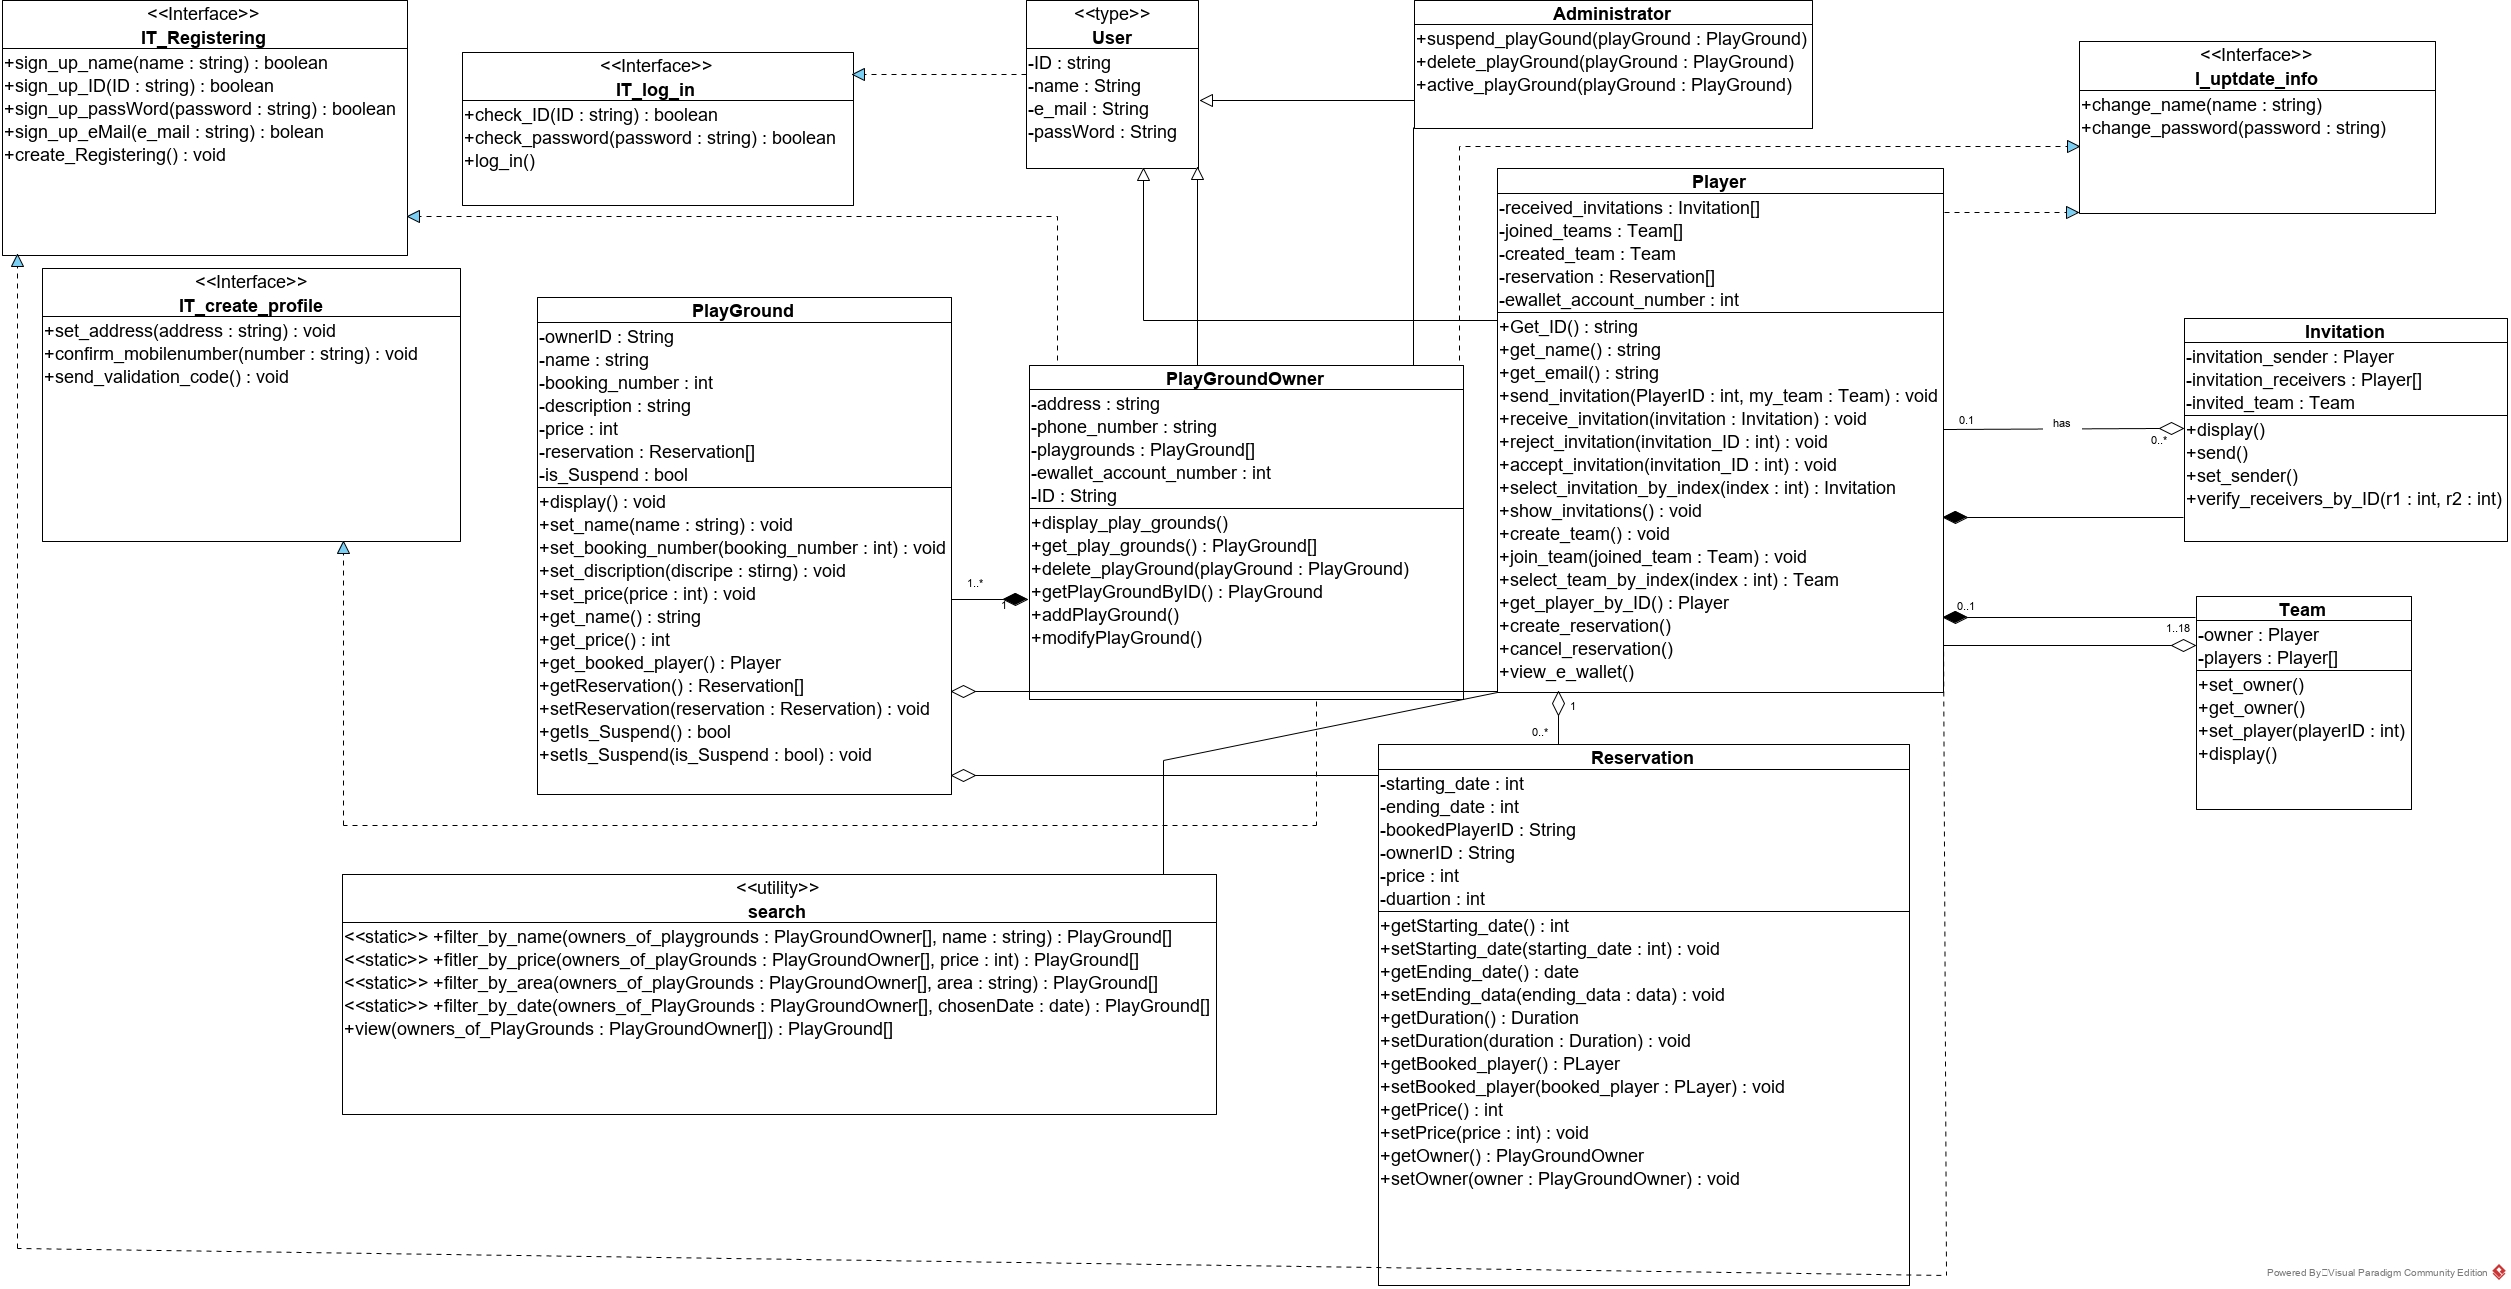 <<Interface>>
IT_Registering
+sign_up_name(name : string) : boolean
+sign_up_ID(ID : string) : boolean
+sign_up_passWord(password : string) : boolean
+sign_up_eMail(e_mail : string) : bolean
+create_Registering() : void
<<Interface>>
IT_log_in
+check_ID(ID : string) : boolean
+check_password(password : string) : boolean
+log_in()
<<type>>
User
-ID : string
-name : String
-e_mail : String
-passWord : String
Administrator
+suspend_playGound(playGround : PlayGround)
+delete_playGround(playGround : PlayGround)
+active_playGround(playGround : PlayGround)
<<Interface>>
I_uptdate_info
+change_name(name : string)
+change_password(password : string)
<<Interface>>
IT_create_profile
+set_address(address : string) : void
+confirm_mobilenumber(number : string) : void
+send_validation_code() : void
PlayGround
-ownerID : String
-name : string
-booking_number : int
-description : string
-price : int
-reservation : Reservation[]
-is_Suspend : bool
+display() : void
+set_name(name : string) : void
+set_booking_number(booking_number : int) : void
+set_discription(discripe : stirng) : void
+set_price(price : int) : void
+get_name() : string
+get_price() : int
+get_booked_player() : Player
+getReservation() : Reservation[]
+setReservation(reservation : Reservation) : void
+getIs_Suspend() : bool
+setIs_Suspend(is_Suspend : bool) : void
1..*
1
PlayGroundOwner
-address : string
-phone_number : string
-playgrounds : PlayGround[]
-ewallet_account_number : int
-ID : String
+display_play_grounds()
+get_play_grounds() : PlayGround[]
+delete_playGround(playGround : PlayGround)
+getPlayGroundByID() : PlayGround
+addPlayGround()
+modifyPlayGround()
Player
-received_invitations : Invitation[]
-joined_teams : Team[]
-created_team : Team
-reservation : Reservation[]
-ewallet_account_number : int
+Get_ID() : string
+get_name() : string
+get_email() : string
+send_invitation(PlayerID : int, my_team : Team) : void
+receive_invitation(invitation : Invitation) : void
+reject_invitation(invitation_ID : int) : void
+accept_invitation(invitation_ID : int) : void
+select_invitation_by_index(index : int) : Invitation
+show_invitations() : void
+create_team() : void
+join_team(joined_team : Team) : void
+select_team_by_index(index : int) : Team
+get_player_by_ID() : Player
+create_reservation()
+cancel_reservation()
+view_e_wallet()
0.1
has
0..*
Invitation
-invitation_sender : Player
-invitation_receivers : Player[]
-invited_team : Team
+display()
+send()
+set_sender()
+verify_receivers_by_ID(r1 : int, r2 : int)
0..1
1..18
Team
-owner : Player
-players : Player[]
+set_owner()
+get_owner()
+set_player(playerID : int)
+display()
1
0..*
Reservation
-starting_date : int
-ending_date : int
-bookedPlayerID : String
-ownerID : String
-price : int
-duartion : int
+getStarting_date() : int
+setStarting_date(starting_date : int) : void
+getEnding_date() : date
+setEnding_data(ending_data : data) : void
+getDuration() : Duration
+setDuration(duration : Duration) : void
+getBooked_player() : PLayer
+setBooked_player(booked_player : PLayer) : void
+getPrice() : int
+setPrice(price : int) : void
+getOwner() : PlayGroundOwner
+setOwner(owner : PlayGroundOwner) : void
<<utility>>
search
<<static>> +filter_by_name(owners_of_playgrounds : PlayGroundOwner[], name : string) : PlayGround[]
<<static>> +fitler_by_price(owners_of_playGrounds : PlayGroundOwner[], price : int) : PlayGround[]
<<static>> +filter_by_area(owners_of_playGrounds : PlayGroundOwner[], area : string) : PlayGround[]
<<static>> +filter_by_date(owners_of_PlayGrounds : PlayGroundOwner[], chosenDate : date) : PlayGround[]
+view(owners_of_PlayGrounds : PlayGroundOwner[]) : PlayGround[]
Powered By Visual Paradigm Community Edition